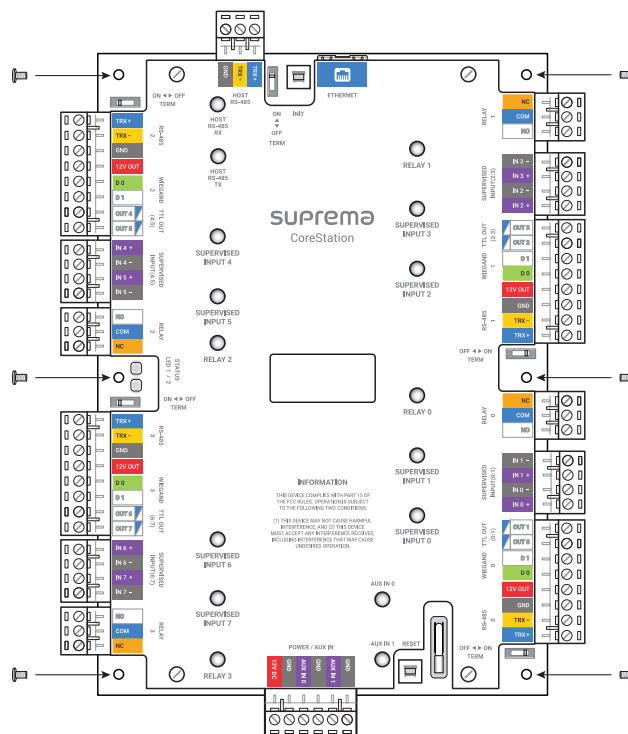 GND
TRX -
TRX +
HOST
RS-485
ON ◄► OFF
TERM
HOST
RS-485
RX
HOST
RS-485
TX
ON
▲
▼
OFF
TERM
INIT
ETHERNET
TRX +
TRX -
GND
RS-485
2
12V OUT
D 0
D 1
WIEGAND
2
OUT 4
OUT 5
TTL OUT
(4:5)
IN 4 +
IN 4 -
IN 5 +
IN 5 -
SUPERVISED
INPUT(4:5)
NO
COM
NC
RELAY
2
STATUS
LED 1 / 2
ON ◄► OFF
TERM
TRX +
TRX -
GND
RS-485
3
12V OUT
D 0
D 1
WIEGAND
3
OUT 6
OUT 7
TTL OUT
(6:7)
IN 6 +
IN 6 -
IN 7 +
IN 7 -
SUPERVISED
INPUT(6:7)
NO
COM
NC
RELAY
3
suprema
CoreStation
SUPERVISED
INPUT 4
SUPERVISED
INPUT 5
RELAY 2
RELAY 1
SUPERVISED
INPUT 3
SUPERVISED
INPUT 2
RELAY 0
SUPERVISED
INPUT 1
SUPERVISED
INPUT 0
INFORMATION
THIS DEVICE COMPLIES WITH PART 15 OF
THE FCC RULES. OPERATION IS SUBJECT
TO THE FOLLOWING TWO CONDITIONS:
(1) THIS DEVICE MAY NOT CAUSE HARMFUL
INTERFERENCE, AND (2) THIS DEVICE
MUST ACCEPT ANY INTERFERENCE RECEIVED,
INCLUDING INTERFERENCE THAT MAY CAUSE
UNDESIRED OPERATION.
SUPERVISED
INPUT 6
SUPERVISED
INPUT 7
RELAY 3
AUX IN 0
AUX IN 1
RESET
POWER / AUX IN
12V DC
GND
AUX IN 0
GND
AUX IN 1
GND
NC
COM
NO
RELAY
1
IN 3 -
IN 3 +
IN 2 -
IN 2 +
SUPERVISED
INPUT(2:3)
OUT 3
OUT 2
TTL OUT
(2:3)
D 1
D 0
12V OUT
WIEGAND
1
GND
TRX -
TRX +
RS-485
1
OFF ◄► ON
TERM
NC
COM
NO
RELAY
0
IN 1 -
IN 1 +
IN 0 -
IN 0 +
SUPERVISED
INPUT(0:1)
OUT 1
OUT 0
TTL OUT
(0:1)
D 1
D 0
12V OUT
WIEGAND
0
GND
TRX -
TRX +
RS-485
0
OFF ◄► ON
TERM